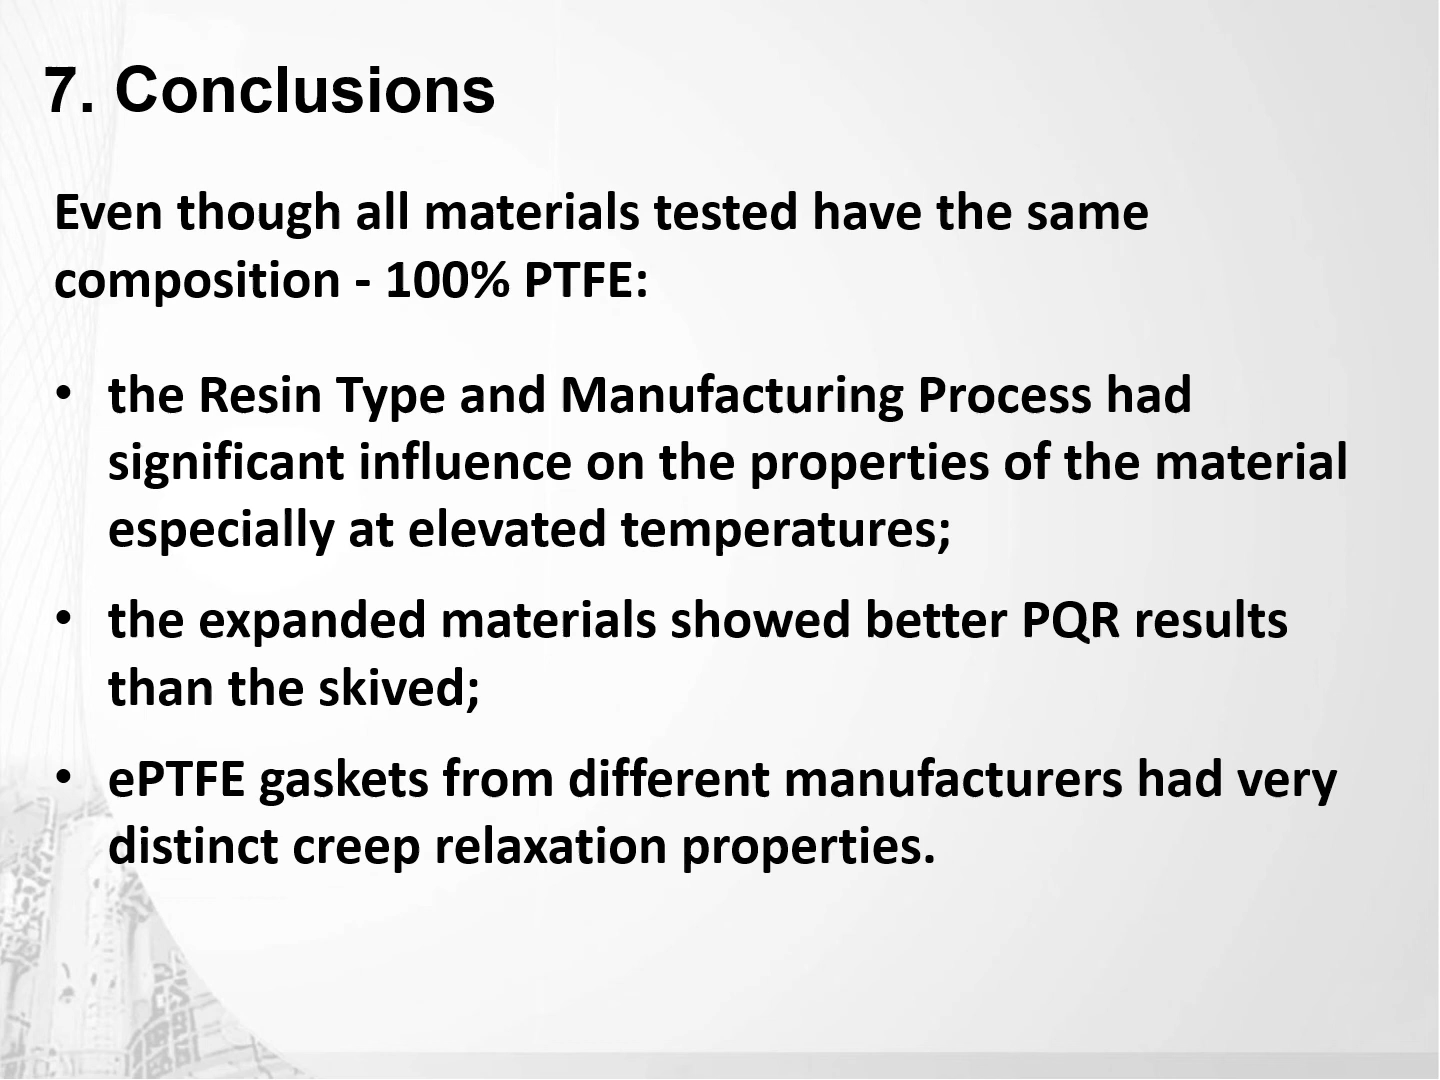 7. Conclusions
Even though all materials tested have the same
composition - 100% PTFE:
• the Resin Type and Manufacturing Process had
significant influence on the properties of the material
especially at elevated temperatures;
• the expanded materials showed better PQR results
than the skived;
• ePTFE gaskets from different manufacturers had very
distinct creep relaxation properties.